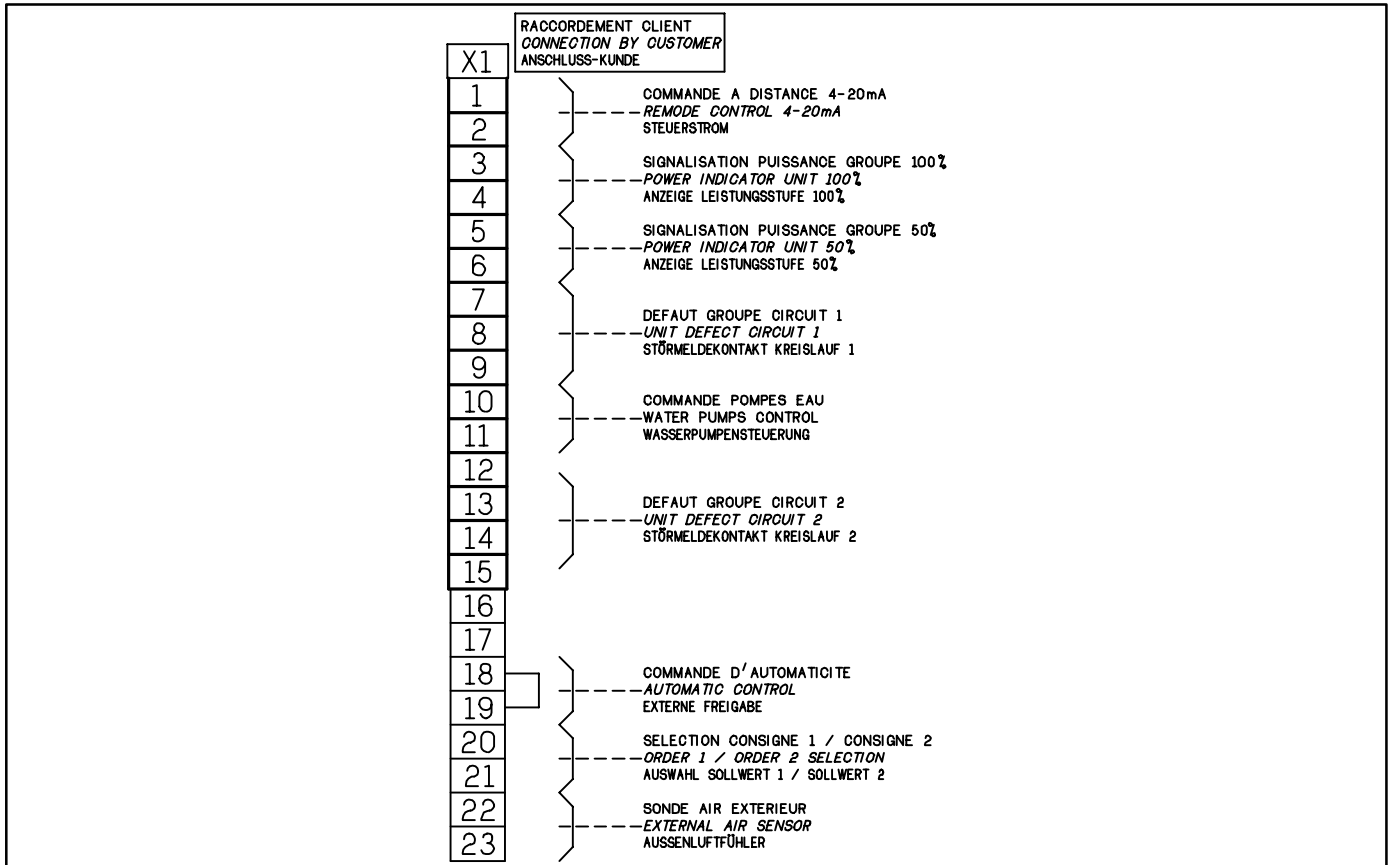 RACCORDEMENT CLIENT
CONNECTION BY CUSTOMER
ANSCHLUSS-KUNDE
X1
1
2
COMMANDE A DISTANCE 4-20mA
REMODE CONTROL 4-20mA
STEUERSTROM
3
4
SIGNALISATION PUISSANCE GROUPE 100%
POWER INDICATOR UNIT 100%
ANZEIGE LEISTUNGSSTUFE 100%
5
6
SIGNALISATION PUISSANCE GROUPE 50%
POWER INDICATOR UNIT 50%
ANZEIGE LEISTUNGSSTUFE 50%
7
8
9
DEFAUT GROUPE CIRCUIT 1
UNIT DEFECT CIRCUIT 1
STÖRMELDEKONTAKT KREISLAUF 1
10
11
COMMANDE POMPES EAU
WATER PUMPS CONTROL
WASSERPUMPENSTEUERUNG
12
13
14
15
DEFAUT GROUPE CIRCUIT 2
UNIT DEFECT CIRCUIT 2
STÖRMELDEKONTAKT KREISLAUF 2
16
17
18
19
COMMANDE D'AUTOMATICITE
AUTOMATIC CONTROL
EXTERNE FREIGABE
20
21
SELECTION CONSIGNE 1 / CONSIGNE 2
ORDER 1 / ORDER 2 SELECTION
AUSWAHL SOLLWERT 1 / SOLLWERT 2
22
23
SONDE AIR EXTERIEUR
EXTERNAL AIR SENSOR
AUSSENLUFTFÜHLER